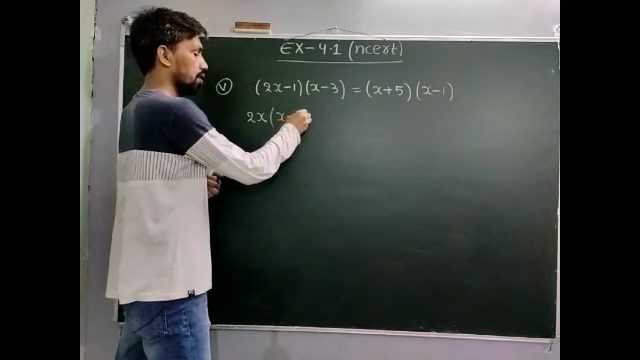 EX-4.1 (ncert)
(v) (2x-1)(x-3) = (x+5)(x-1)
2x(x